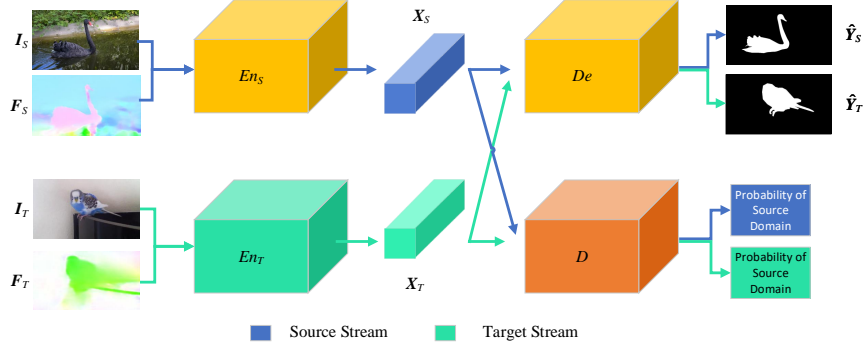 I_S
F_S
En_S
X_S
De
Ŷ_S
Ŷ_T
I_T
F_T
En_T
X_T
D
Probability of
Source
Domain
Probability of
Source
Domain
Source Stream
Target Stream